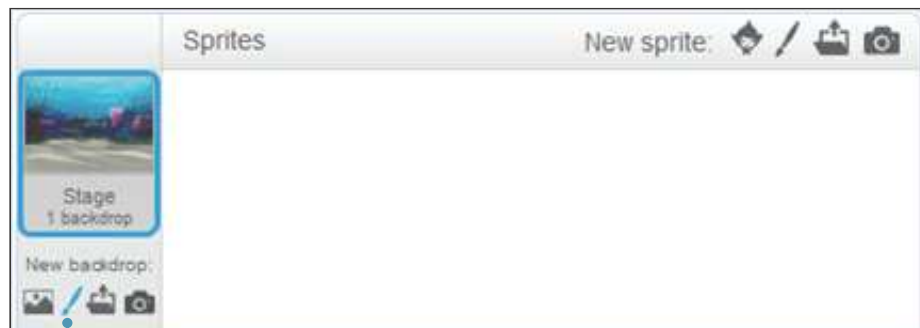 Sprites New sprite:
Stage
1 backdrop
New backdrop: